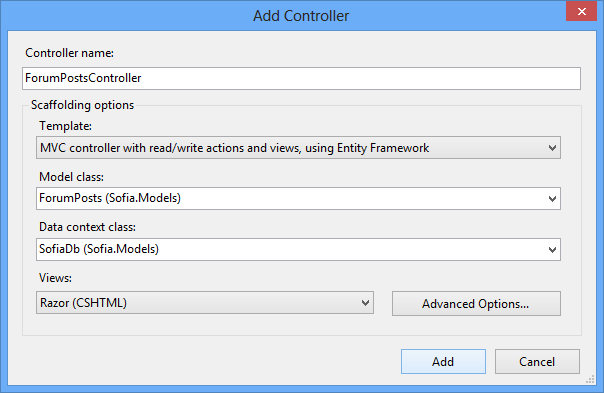 Add Controller
Controller name:
ForumPostsController
Scaffolding options
Template:
MVC controller with read/write actions and views, using Entity Framework
Model class:
ForumPosts (Sofia.Models)
Data context class:
SofiaDb (Sofia.Models)
Views:
Razor (CSHTML)
Advanced Options...
Add
Cancel